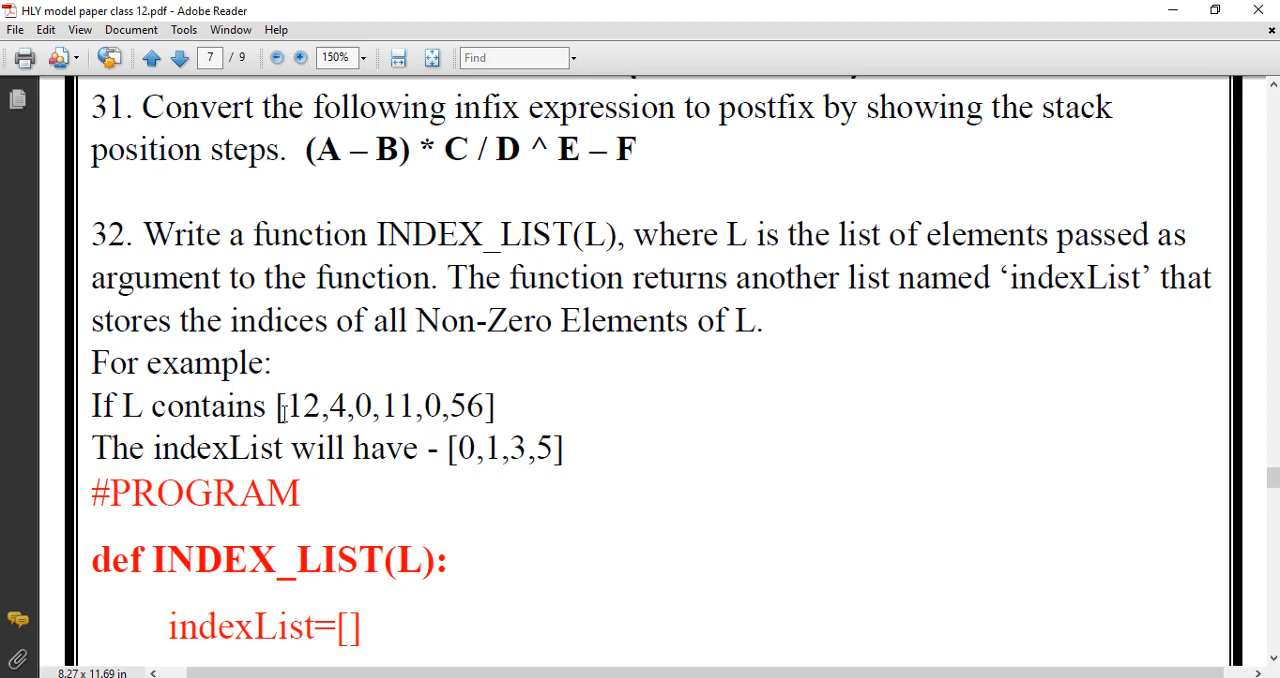 HLY model paper class 12.pdf - Adobe Reader
File Edit View Document Tools Window Help
7 / 9 150% Find
31. Convert the following infix expression to postfix by showing the stack
position steps. (A – B) * C / D ^ E – F
32. Write a function INDEX_LIST(L), where L is the list of elements passed as
argument to the function. The function returns another list named ‘indexList’ that
stores the indices of all Non-Zero Elements of L.
For example:
If L contains [12,4,0,11,0,56]
The indexList will have - [0,1,3,5]
#PROGRAM
def INDEX_LIST(L):
indexList=[]
8.27 x 11.69 in